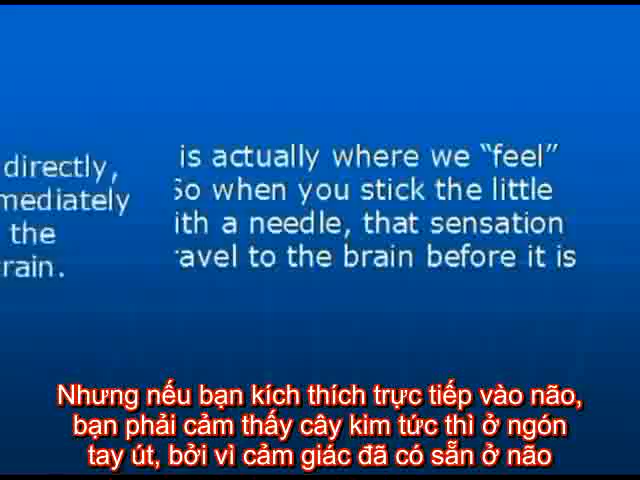 directly,
mediately
the
rain.
is actually where we “feel”
So when you stick the little
ith a needle, that sensation
ravel to the brain before it is
Nhưng nếu bạn kích thích trực tiếp vào não,
bạn phải cảm thấy cây kim tức thì ở ngón
tay út, bởi vì cảm giác đã có sẵn ở não